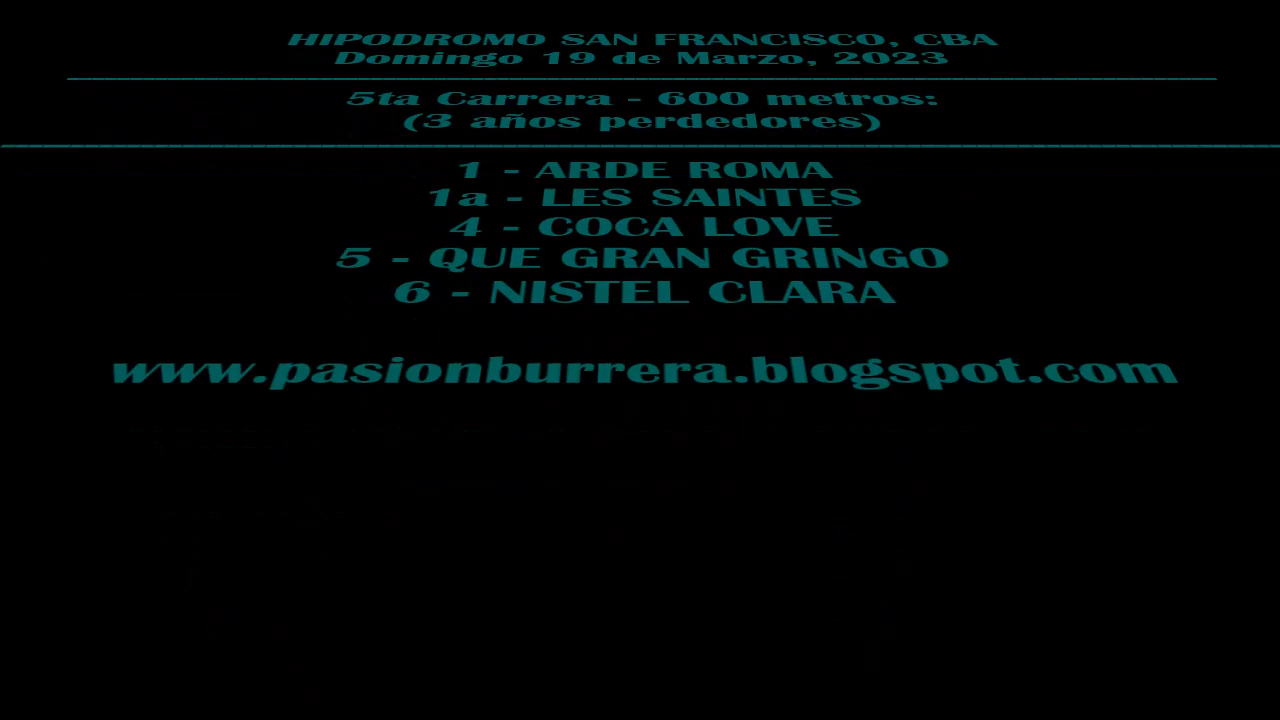 HIPODROMO SAN FRANCISCO, CBA
Domingo 19 de Marzo, 2023
5ta Carrera - 600 metros:
(3 años perdedores)
1 - ARDE ROMA
1a - LES SAINTES
4 - COCA LOVE
5 - QUE GRAN GRINGO
6 - NISTEL CLARA
www.pasionburrera.blogspot.com